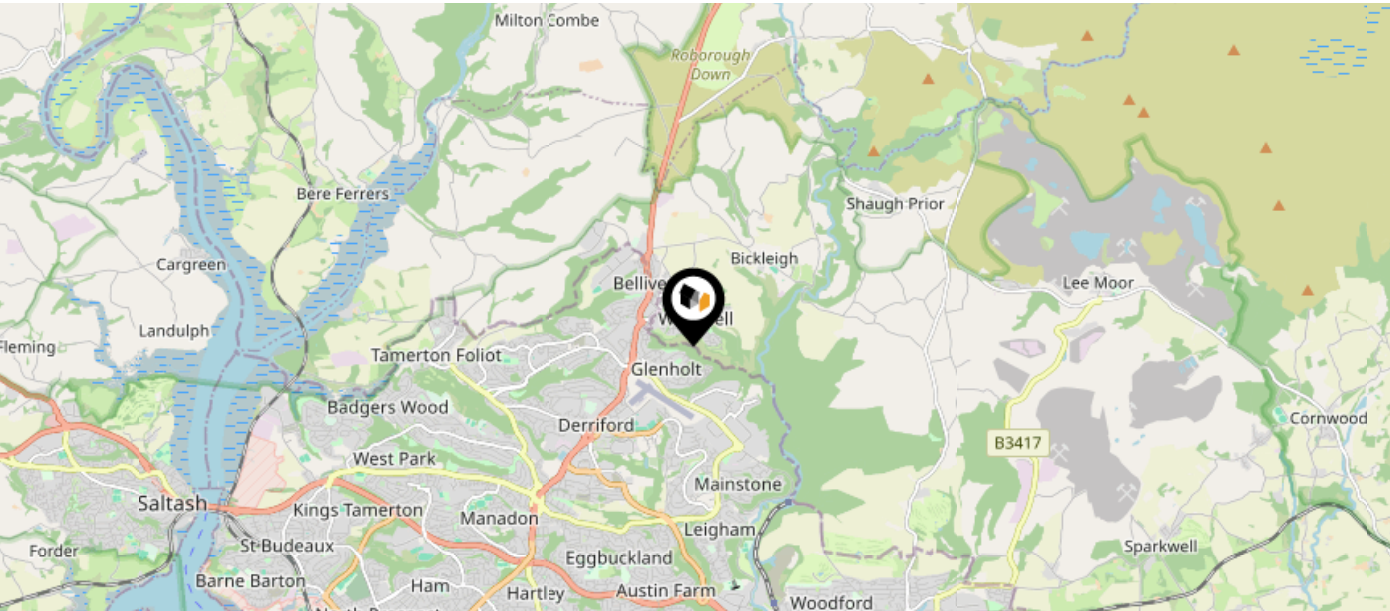 Milton Combe
Roborough
Down
Bere Ferrers
Shaugh Prior
Cargreen
Bickleigh
Lee Moor
Landulph
Tamerton Foliot
Glenholt
Badgers Wood
Derriford
Cornwood
B3417
West Park
Mainstone
Saltash
Kings Tamerton
Manadon
Leigham
Forder
St Budeaux
Eggbuckland
Sparkwell
Barne Barton
Ham
Hartley
Austin Farm
Woodford